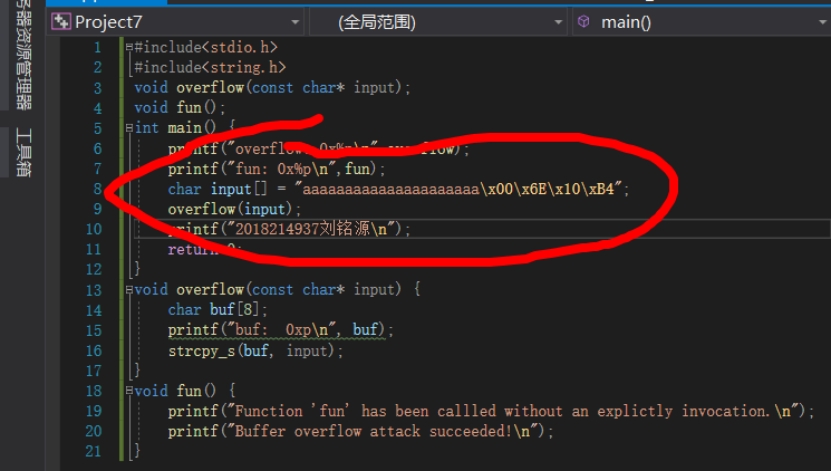 务器资源管理器
工具箱
Project7 (全局范围) main()
1 #include<stdio.h>
2 #include<string.h>
3 void overflow(const char* input);
4 void fun();
5 int main() {
6 printf("overflow: 0x%p\n",overflow);
7 printf("fun: 0x%p\n",fun);
8 char input[] = "aaaaaaaaaaaaaaaaaaaaa\x00\x6E\x10\xB4";
9 overflow(input);
10 printf("2018214937刘铭源\n");
11 return 0;
12 }
13 void overflow(const char* input) {
14 char buf[8];
15 printf("buf:  0xp\n", buf);
16 strcpy_s(buf, input);
17 }
18 void fun() {
19 printf("Function 'fun' has been callled without an explictly invocation.\n");
20 printf("Buffer overflow attack succeeded!\n");
21 }